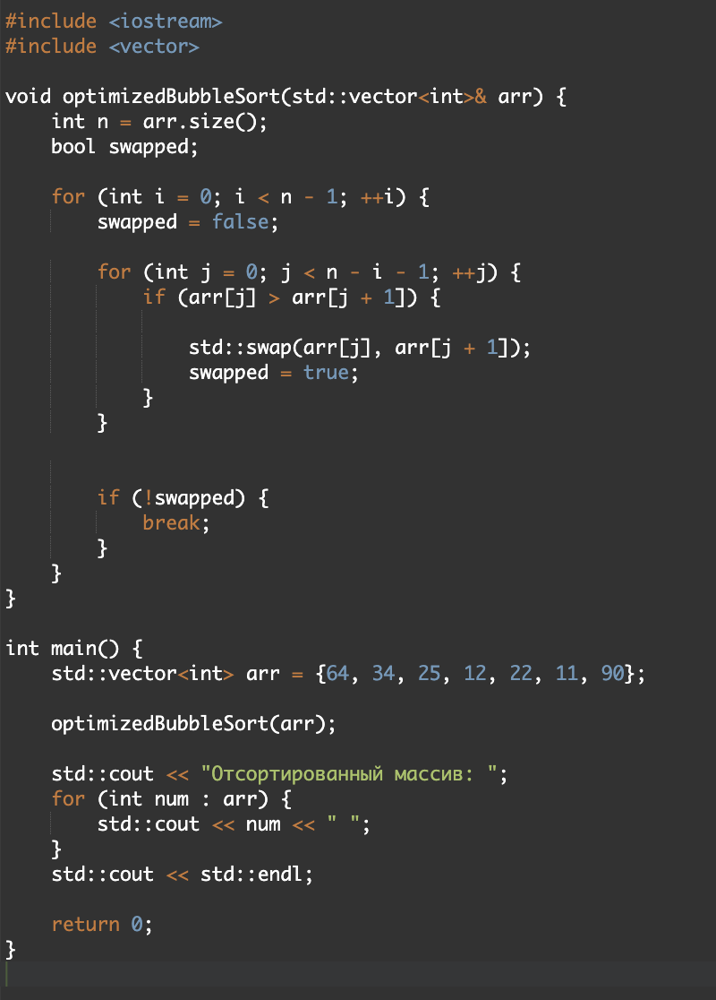 #include <iostream>
#include <vector>
void optimizedBubbleSort(std::vector<int>& arr) {
    int n = arr.size();
    bool swapped;
    for (int i = 0; i < n - 1; ++i) {
        swapped = false;
        for (int j = 0; j < n - i - 1; ++j) {
            if (arr[j] > arr[j + 1]) {
                std::swap(arr[j], arr[j + 1]);
                swapped = true;
            }
        }
        if (!swapped) {
            break;
        }
    }
}
int main() {
    std::vector<int> arr = {64, 34, 25, 12, 22, 11, 90};
    optimizedBubbleSort(arr);
    std::cout << "Отсортированный массив: ";
    for (int num : arr) {
        std::cout << num << " ";
    }
    std::cout << std::endl;
    return 0;
}